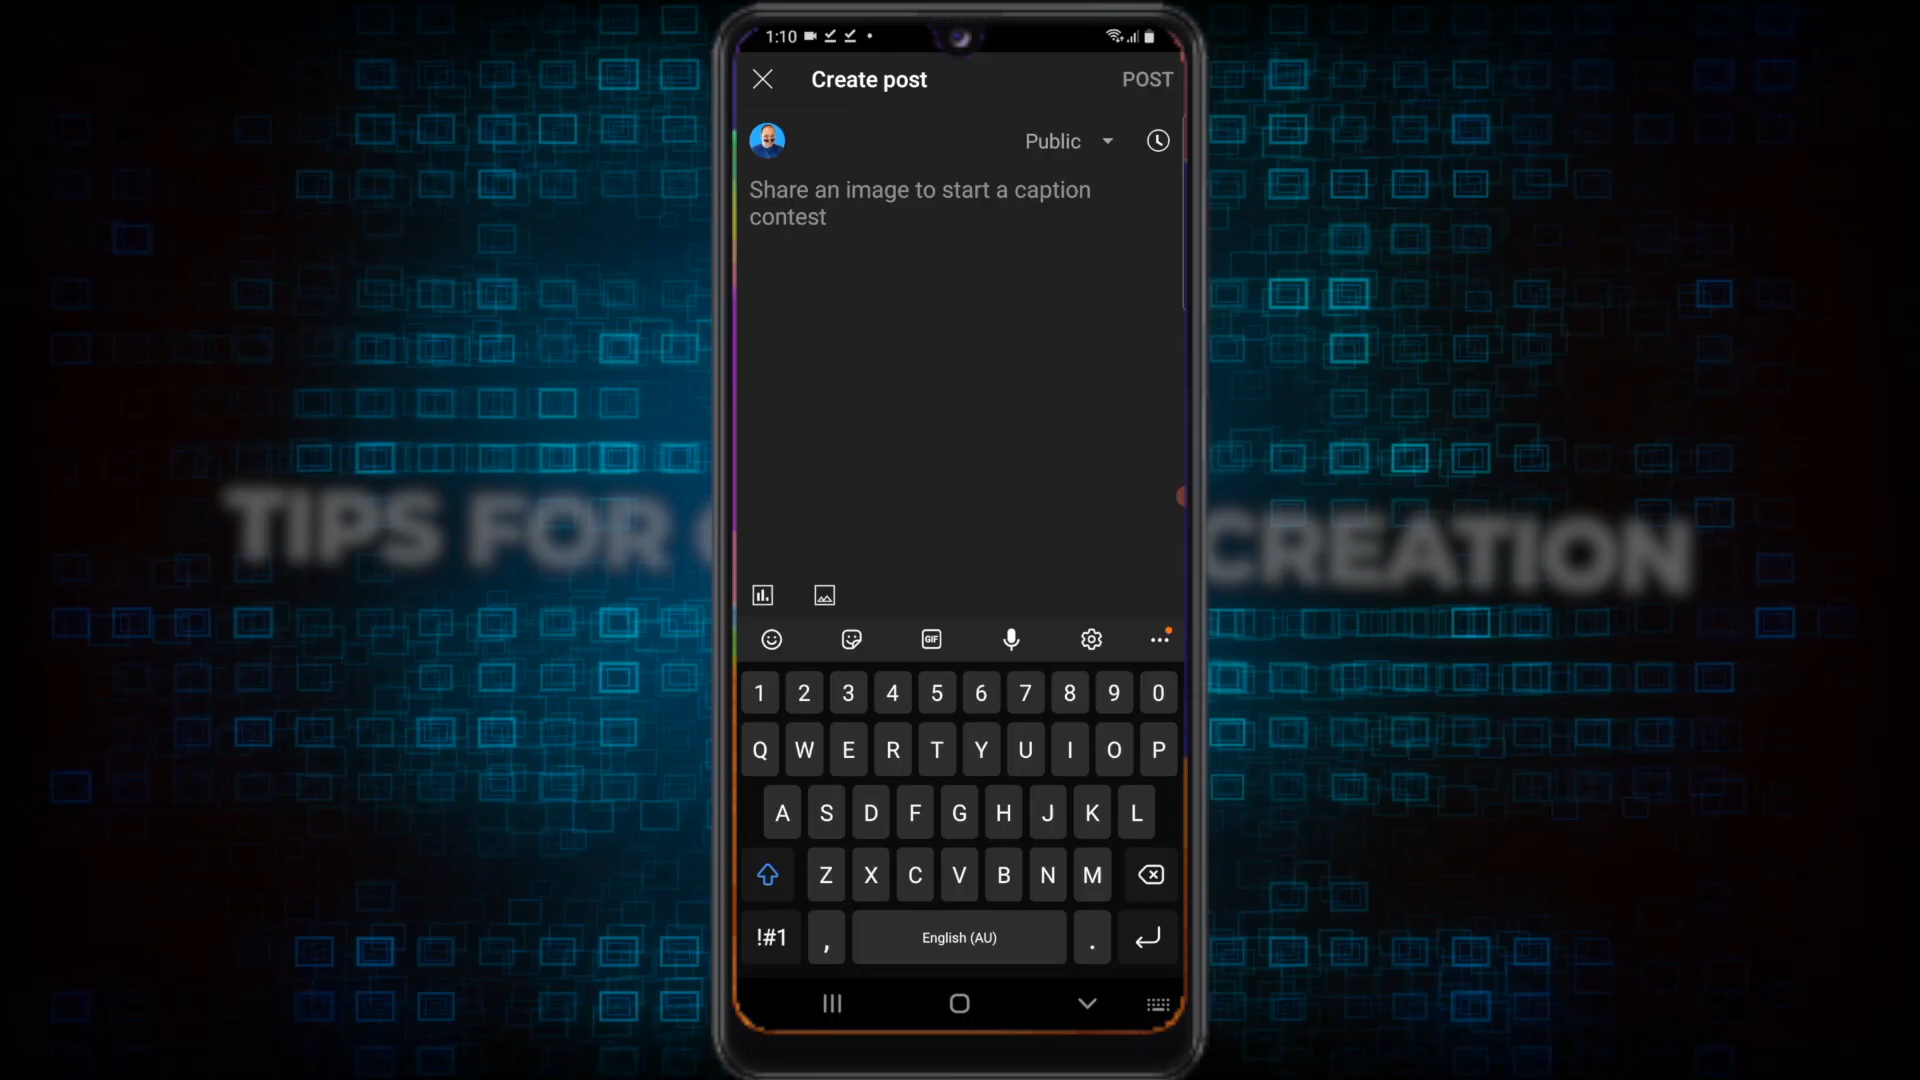 1:10
Create post
POST
Public
Share an image to start a caption
contest
TIPS FOR
CREATION
GIF
1 2 3 4 5 6 7 8 9 0
Q W E R T Y U I O P
A S D F G H J K L
Z X C V B N M
!#1 , English (AU) .